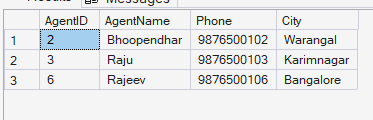 Results Messages
AgentID AgentName Phone City
1 2 Bhoopendhar 9876500102 Warangal
2 3 Raju 9876500103 Karimnagar
3 6 Rajeev 9876500106 Bangalore